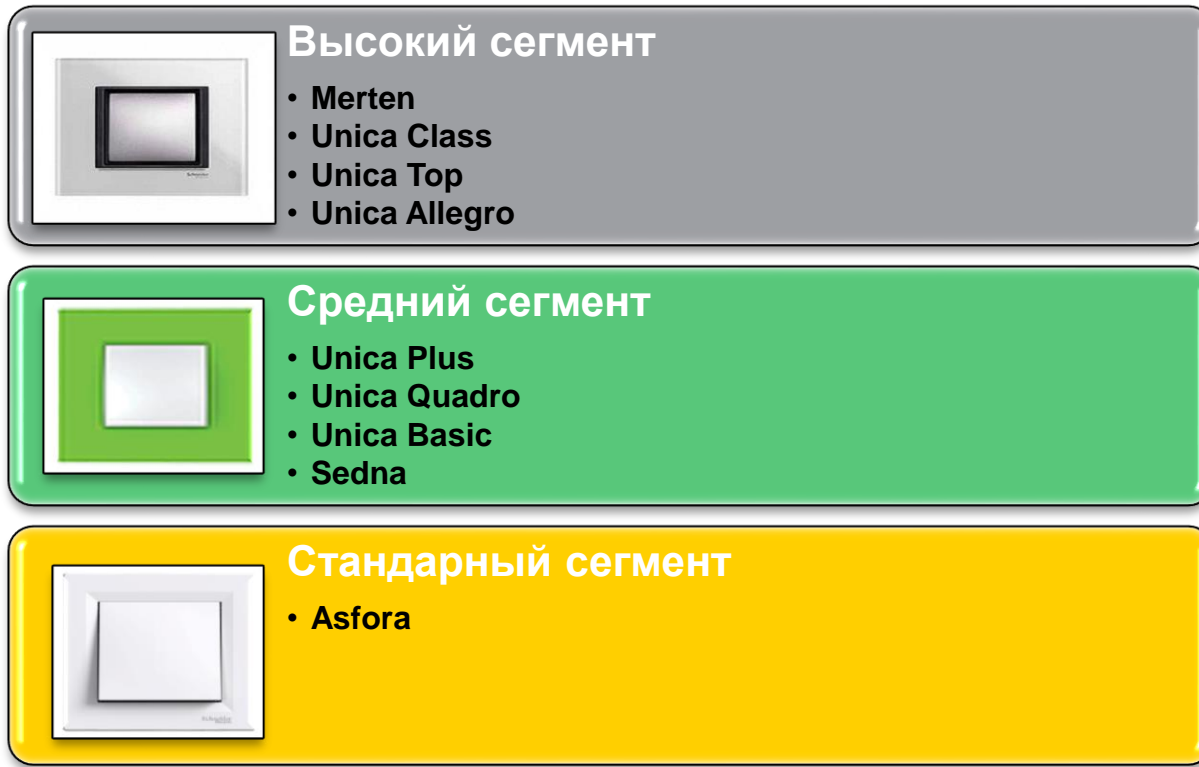 Высокий сегмент
• Merten
• Unica Class
• Unica Top
• Unica Allegro
Средний сегмент
• Unica Plus
• Unica Quadro
• Unica Basic
• Sedna
Стандарный сегмент
• Asfora